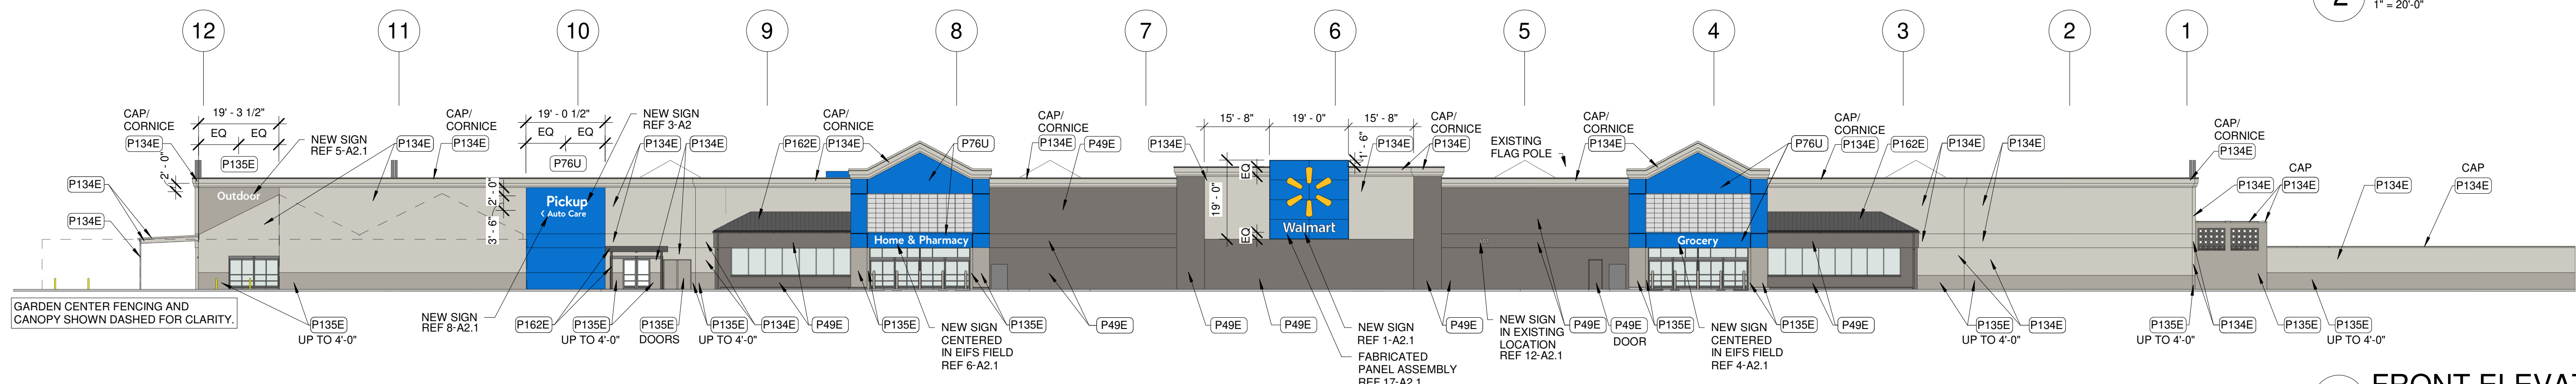 1" = 20'-0"
12
11
10
9
8
7
6
5
4
3
2
1
CAP/
CORNICE
P134E
19' - 3 1/2"
EQ
EQ
P135E
2' - 0"
NEW SIGN
REF 5-A2.1
P134E
CAP/
CORNICE
P134E
19' - 0 1/2"
EQ
EQ
P76U
NEW SIGN
REF 3-A2
P134E
P134E
P162E
CAP/
CORNICE
P134E
P76U
CAP/
CORNICE
P134E
P49E
P134E
15' - 8"
19' - 0"
15' - 8"
1' - 6"
P134E
CAP/
CORNICE
P134E
EXISTING
FLAG POLE
CAP/
CORNICE
P134E
P76U
CAP/
CORNICE
P134E
P162E
P134E
P134E
CAP/
CORNICE
P134E
P134E
CAP
P134E
P134E
CAP
P134E
P134E
P134E
Outdoor
Pickup
< Auto Care
2' - 0"
3' - 6"
Home & Pharmacy
EQ
19' - 0"
EQ
Walmart
Grocery
GARDEN CENTER FENCING AND
CANOPY SHOWN DASHED FOR CLARITY.
P135E
UP TO 4'-0"
NEW SIGN
REF 8-A2.1
P162E
P135E
UP TO 4'-0"
P135E
DOORS
P135E
UP TO 4'-0"
P134E
P49E
P135E
NEW SIGN
CENTERED
IN EIFS FIELD
REF 6-A2.1
P135E
P49E
P49E
P49E
NEW SIGN
REF 1-A2.1
FABRICATED
PANEL ASSEMBLY
REF 17-A2.1
P49E
NEW SIGN
IN EXISTING
LOCATION
REF 12-A2.1
P49E
P49E
DOOR
P135E
NEW SIGN
CENTERED
IN EIFS FIELD
REF 4-A2.1
P135E
P49E
P135E
UP TO 4'-0"
P134E
P135E
UP TO 4'-0"
P134E
P135E
P135E
UP TO 4'-0"